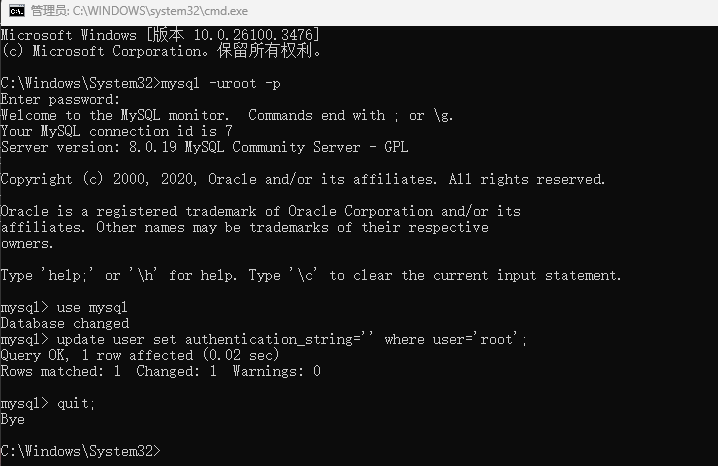 管理员: C:\WINDOWS\system32\cmd.exe
Microsoft Windows [版本 10.0.26100.3476]
(c) Microsoft Corporation。保留所有权利。
C:\Windows\System32>mysql -uroot -p
Enter password:
Welcome to the MySQL monitor.  Commands end with ; or \g.
Your MySQL connection id is 7
Server version: 8.0.19 MySQL Community Server - GPL
Copyright (c) 2000, 2020, Oracle and/or its affiliates. All rights reserved.
Oracle is a registered trademark of Oracle Corporation and/or its
affiliates. Other names may be trademarks of their respective
owners.
Type 'help;' or '\h' for help. Type '\c' to clear the current input statement.
mysql> use mysql
Database changed
mysql> update user set authentication_string='' where user='root';
Query OK, 1 row affected (0.02 sec)
Rows matched: 1  Changed: 1  Warnings: 0
mysql> quit;
Bye
C:\Windows\System32>